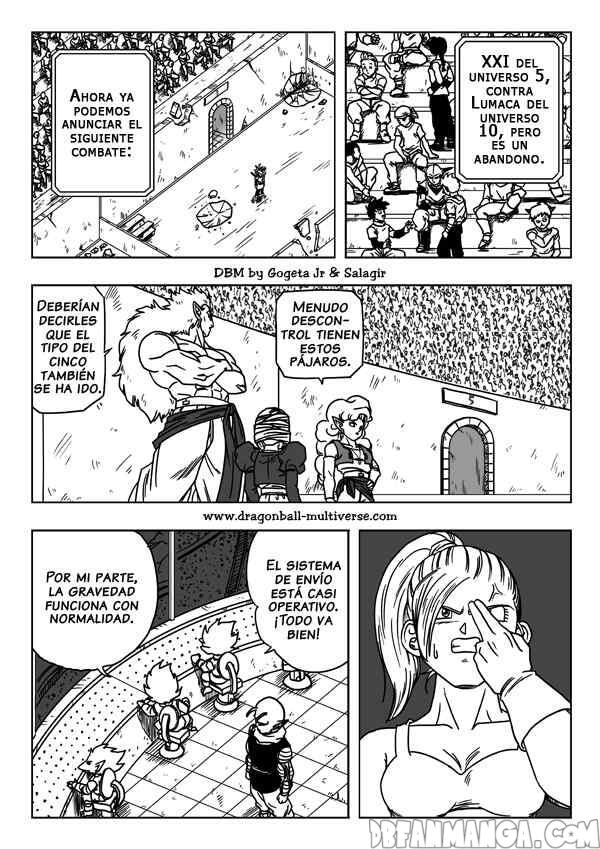 AHORA YA
PODEMOS
ANUNCIAR EL
SIGUIENTE
COMBATE:
XXI DEL
UNIVERSO 5,
CONTRA
LUMACA DEL
UNIVERSO
10, PERO
ES UN
ABANDONO.
DBM by Gogeta Jr & Salagir
DEBERÍAN
DECIRLES
QUE EL
TIPO DEL
CINCO
TAMBIÉN
SE HA IDO.
MENUDO
DESCON-
TROL TIENEN
ESTOS
PÁJAROS.
5
www.dragonball-multiverse.com
POR MI PARTE,
LA GRAVEDAD
FUNCIONA CON
NORMALIDAD.
EL SISTEMA
DE ENVÍO
ESTÁ CASI
OPERATIVO.
¡TODO VA
BIEN!
DBFANMANGA.COM